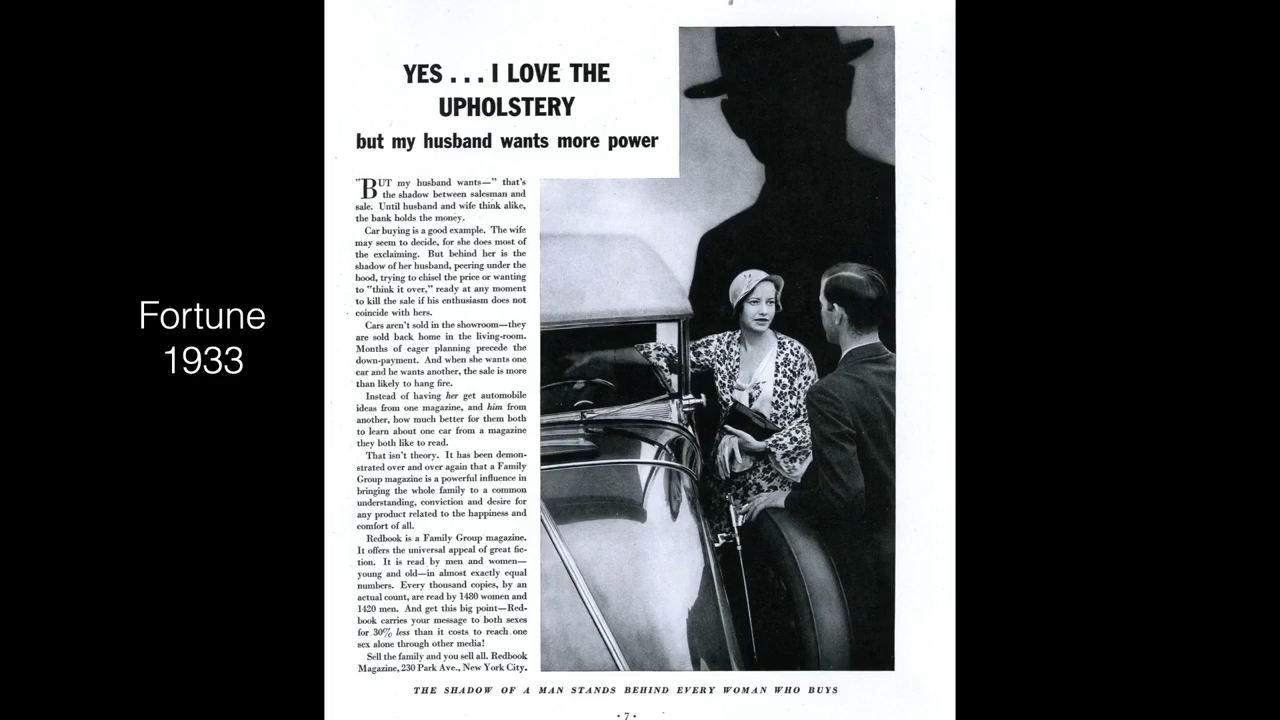 Fortune
1933
YES . . . I LOVE THE
UPHOLSTERY
but my husband wants more power
"BUT my husband wants—" that's
the shadow between salesman and
sale. Until husband and wife think alike,
the bank holds the money.
Car buying is a good example. The wife
may seem to decide, for she does most of
the exclaiming. But behind her is the
shadow of her husband, peering under the
hood, trying to chisel the price or wanting
to "think it over," ready at any moment
to kill the sale if his enthusiasm does not
coincide with hers.
Cars aren't sold in the showroom—they
are sold back home in the living-room.
Months of eager planning precede the
down-payment. And when she wants one
car and he wants another, the sale is more
than likely to hang fire.
Instead of having her get automobile
ideas from one magazine, and him from
another, how much better for them both
to learn about one car from a magazine
they both like to read.
That isn't theory. It has been demon-
strated over and over again that a Family
Group magazine is a powerful influence in
bringing the whole family to a common
understanding, conviction and desire for
any product related to the happiness and
comfort of all.
Redbook is a Family Group magazine.
It offers the universal appeal of great fic-
tion. It is read by men and women—
young and old—in almost exactly equal
numbers. Every thousand copies, by an
actual count, are read by 1480 women and
1420 men. And get this big point—Red-
book carries your message to both sexes
for 30% less than it costs to reach one
sex alone through other media!
Sell the family and you sell all. Redbook
Magazine, 230 Park Ave., New York City.
THE SHADOW OF A MAN STANDS BEHIND EVERY WOMAN WHO BUYS
· 7 ·